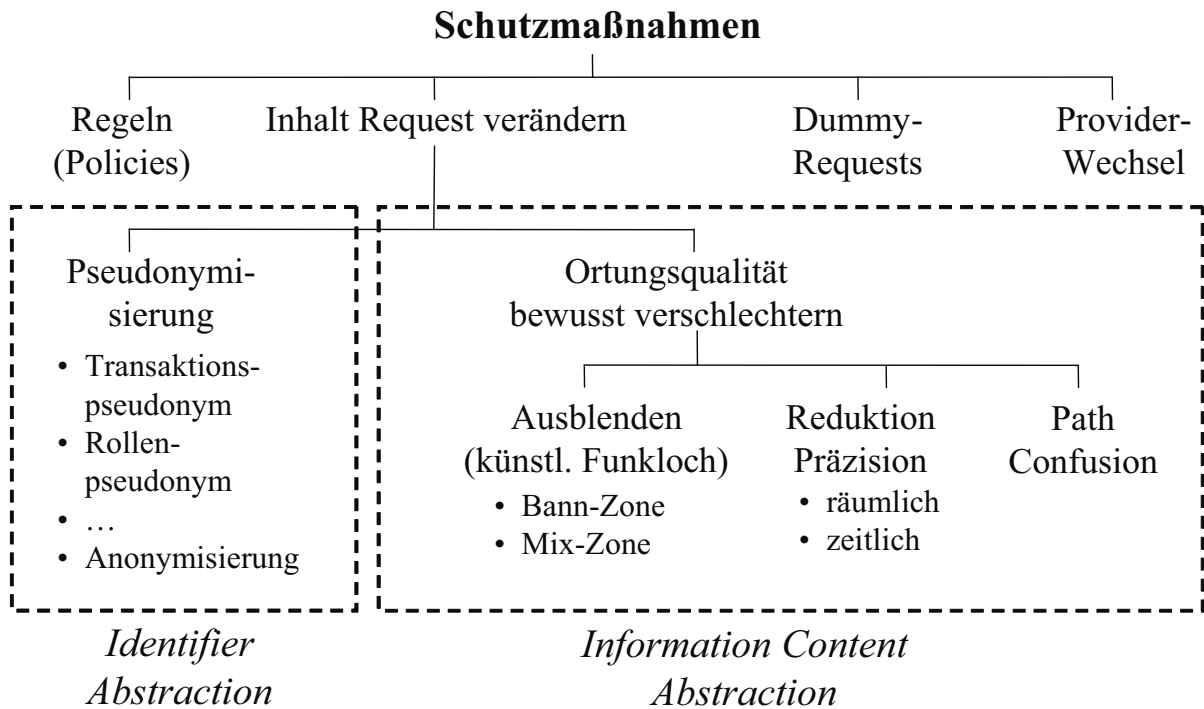 Schutzmaßnahmen
Regeln
(Policies)
Inhalt Request verändern
Dummy-
Requests
Provider-
Wechsel
Pseudonymi-
sierung
• Transaktions-
pseudonym
• Rollen-
pseudonym
• …
• Anonymisierung
Ortungsqualität
bewusst verschlechtern
Ausblenden
(künstl. Funkloch)
• Bann-Zone
• Mix-Zone
Reduktion
Präzision
• räumlich
• zeitlich
Path
Confusion
Identifier
Abstraction
Information Content
Abstraction